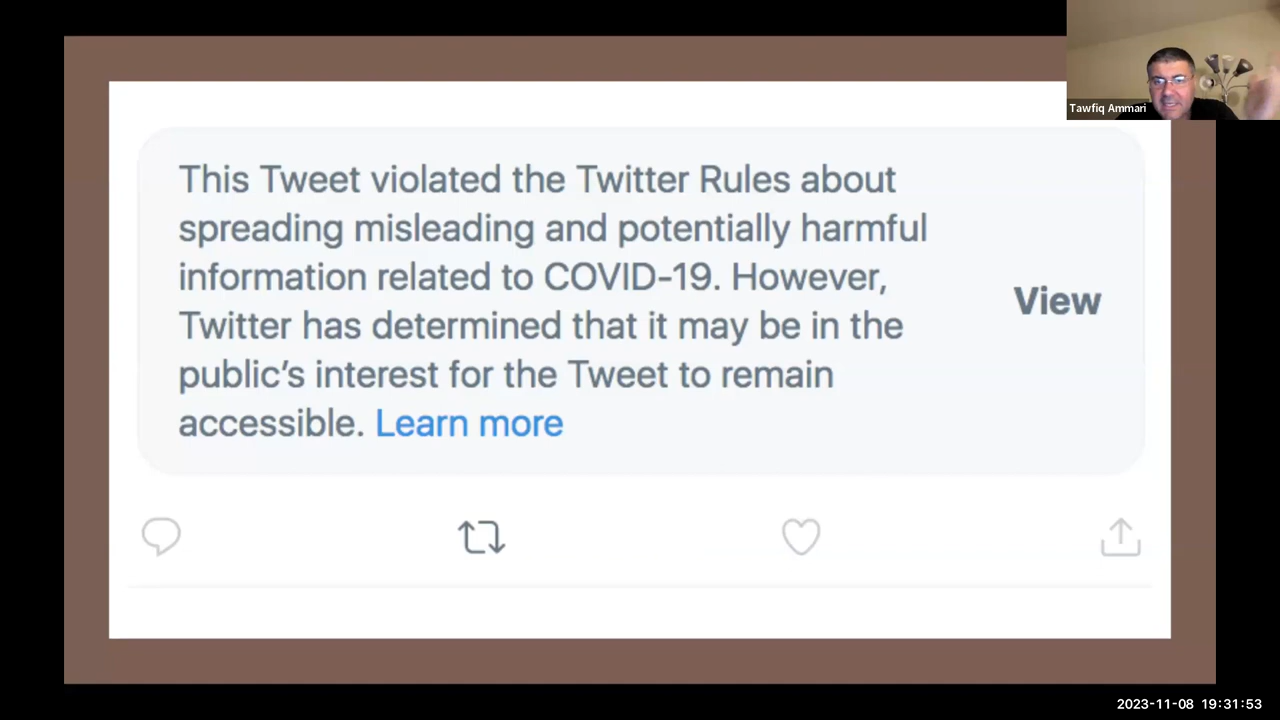 Tawfiq Ammari
This Tweet violated the Twitter Rules about
spreading misleading and potentially harmful
information related to COVID-19. However,
Twitter has determined that it may be in the
public’s interest for the Tweet to remain
accessible. Learn more
View
2023-11-08 19:31:53